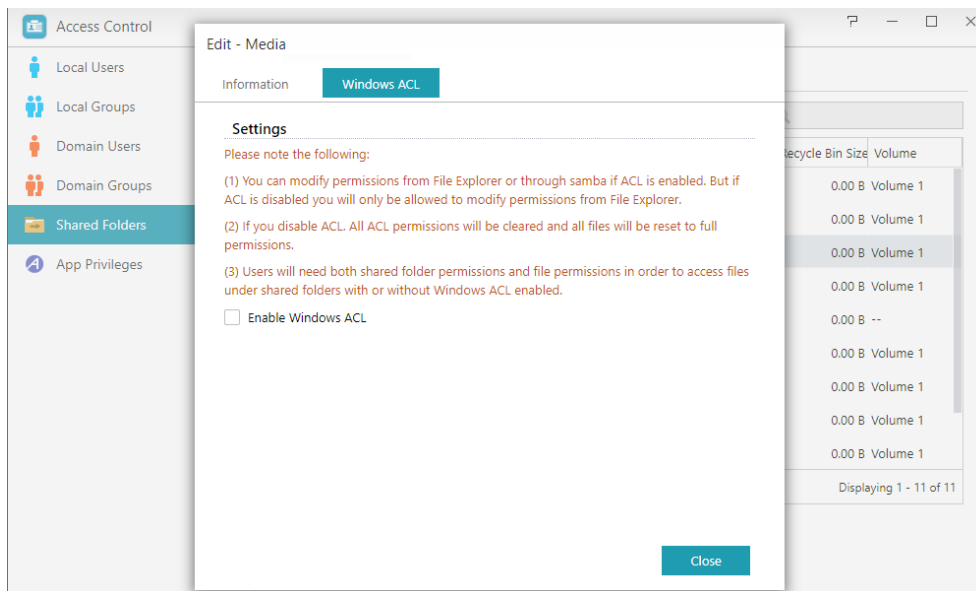 Access Control
Local Users
Local Groups
Domain Users
Domain Groups
Shared Folders
App Privileges
Edit - Media
Information
Windows ACL
Settings
Please note the following:
(1) You can modify permissions from File Explorer or through samba if ACL is enabled. But if
ACL is disabled you will only be allowed to modify permissions from File Explorer.
(2) If you disable ACL. All ACL permissions will be cleared and all files will be reset to full
permissions.
(3) Users will need both shared folder permissions and file permissions in order to access files
under shared folders with or without Windows ACL enabled.
Enable Windows ACL
Close
Recycle Bin Size Volume
0.00 B Volume 1
0.00 B Volume 1
0.00 B Volume 1
0.00 B Volume 1
0.00 B --
0.00 B Volume 1
0.00 B Volume 1
0.00 B Volume 1
0.00 B Volume 1
Displaying 1 - 11 of 11